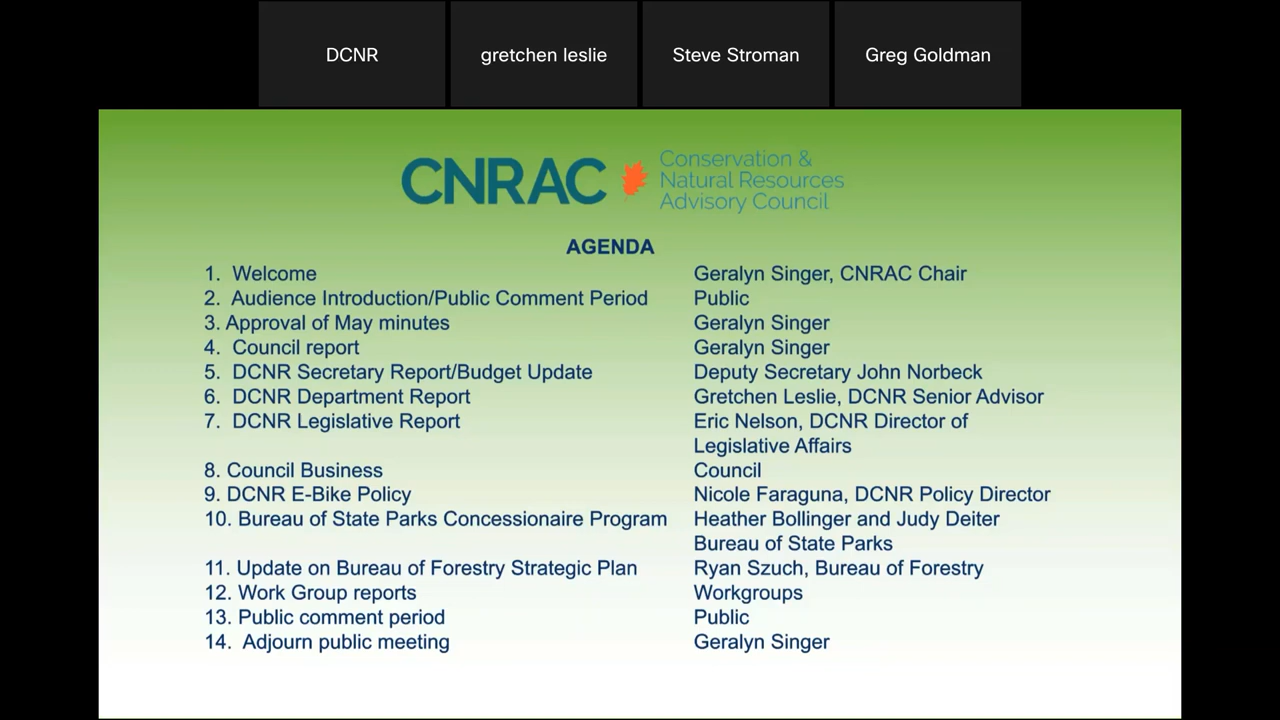 DCNR
gretchen leslie
Steve Stroman
Greg Goldman
CNRAC
Conservation &
Natural Resources
Advisory Council
AGENDA
1. Welcome Geralyn Singer, CNRAC Chair
2. Audience Introduction/Public Comment Period Public
3. Approval of May minutes Geralyn Singer
4. Council report Geralyn Singer
5. DCNR Secretary Report/Budget Update Deputy Secretary John Norbeck
6. DCNR Department Report Gretchen Leslie, DCNR Senior Advisor
7. DCNR Legislative Report Eric Nelson, DCNR Director of
Legislative Affairs
8. Council Business Council
9. DCNR E-Bike Policy Nicole Faraguna, DCNR Policy Director
10. Bureau of State Parks Concessionaire Program Heather Bollinger and Judy Deiter
Bureau of State Parks
11. Update on Bureau of Forestry Strategic Plan Ryan Szuch, Bureau of Forestry
12. Work Group reports Workgroups
13. Public comment period Public
14. Adjourn public meeting Geralyn Singer